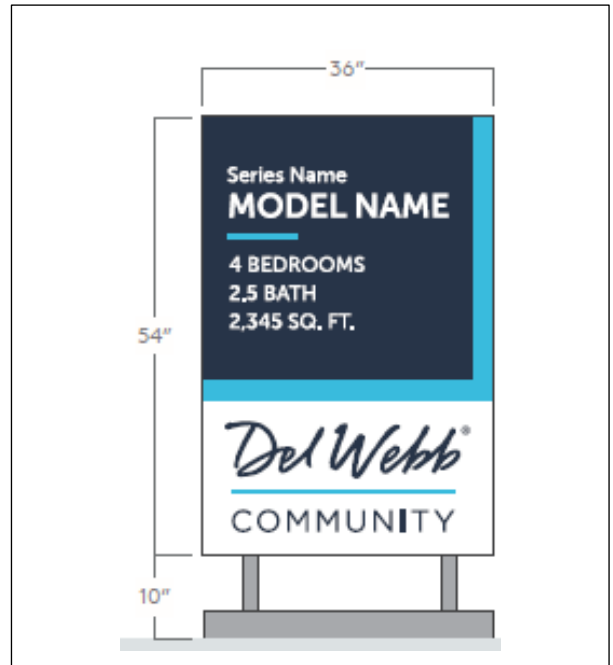 36"
Series Name
MODEL NAME
4 BEDROOMS
2.5 BATH
2,345 SQ. FT.
54"
Del Webb®
COMMUNITY
10"